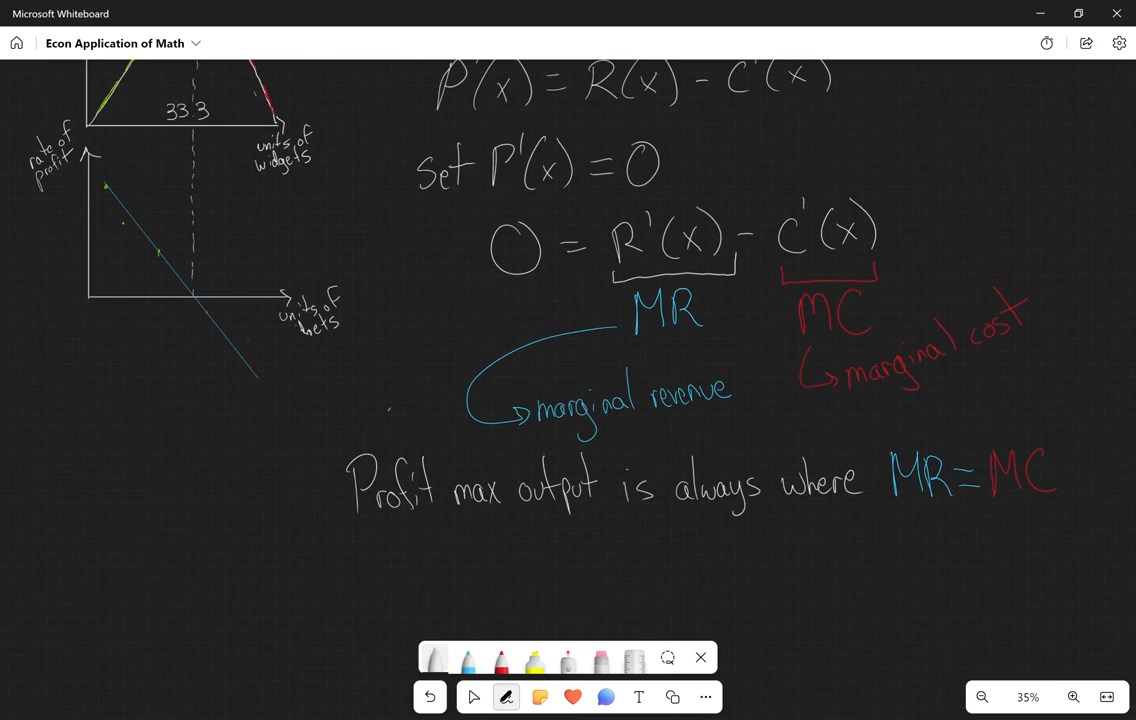 Microsoft Whiteboard
Econ Application of Math
P'(x) = R(x) - C'(x)
33.3
units of
widgets
rate of
profit
Set P'(x) = 0
0 = R'(x) - C'(x)
MR
MC
units of
marginal cost
marginal revenue
Profit max output is always where MR = MC
T
35%